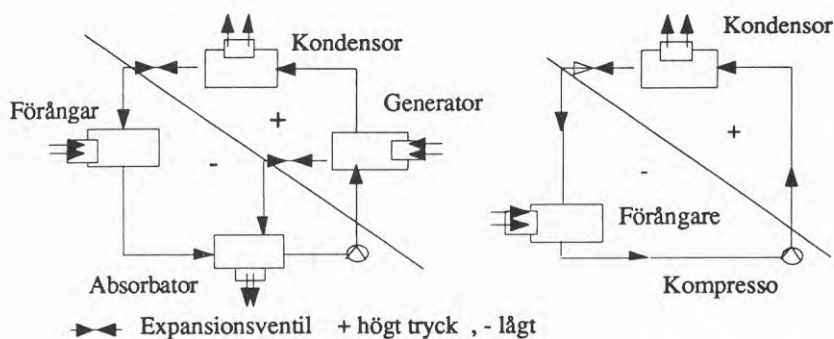 Kondensor
Kondensor
Förångar
Generator
+
+
-
-
Förångare
Absorbator
Kompresso
Expansionsventil + högt tryck , - lågt